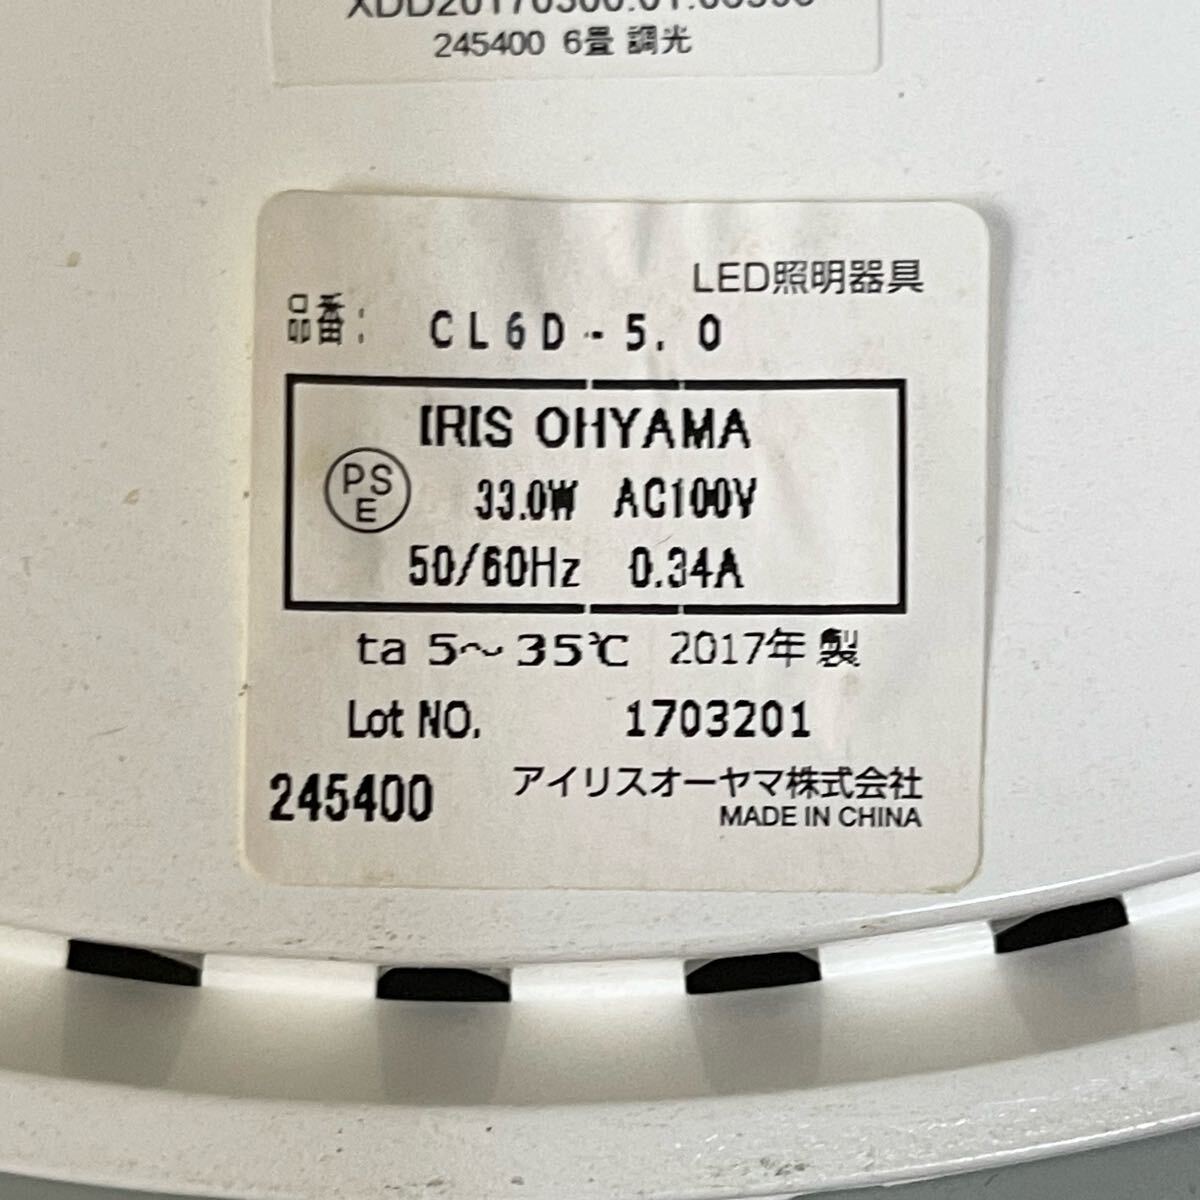 245400 6畳 調光
LED照明器具
品番: CL6D-5.0
IRIS OHYAMA
PSE
33.0W AC100V
50/60Hz 0.34A
ta 5~35℃ 2017年 製
Lot NO. 1703201
245400
アイリスオーヤマ株式会社
MADE IN CHINA